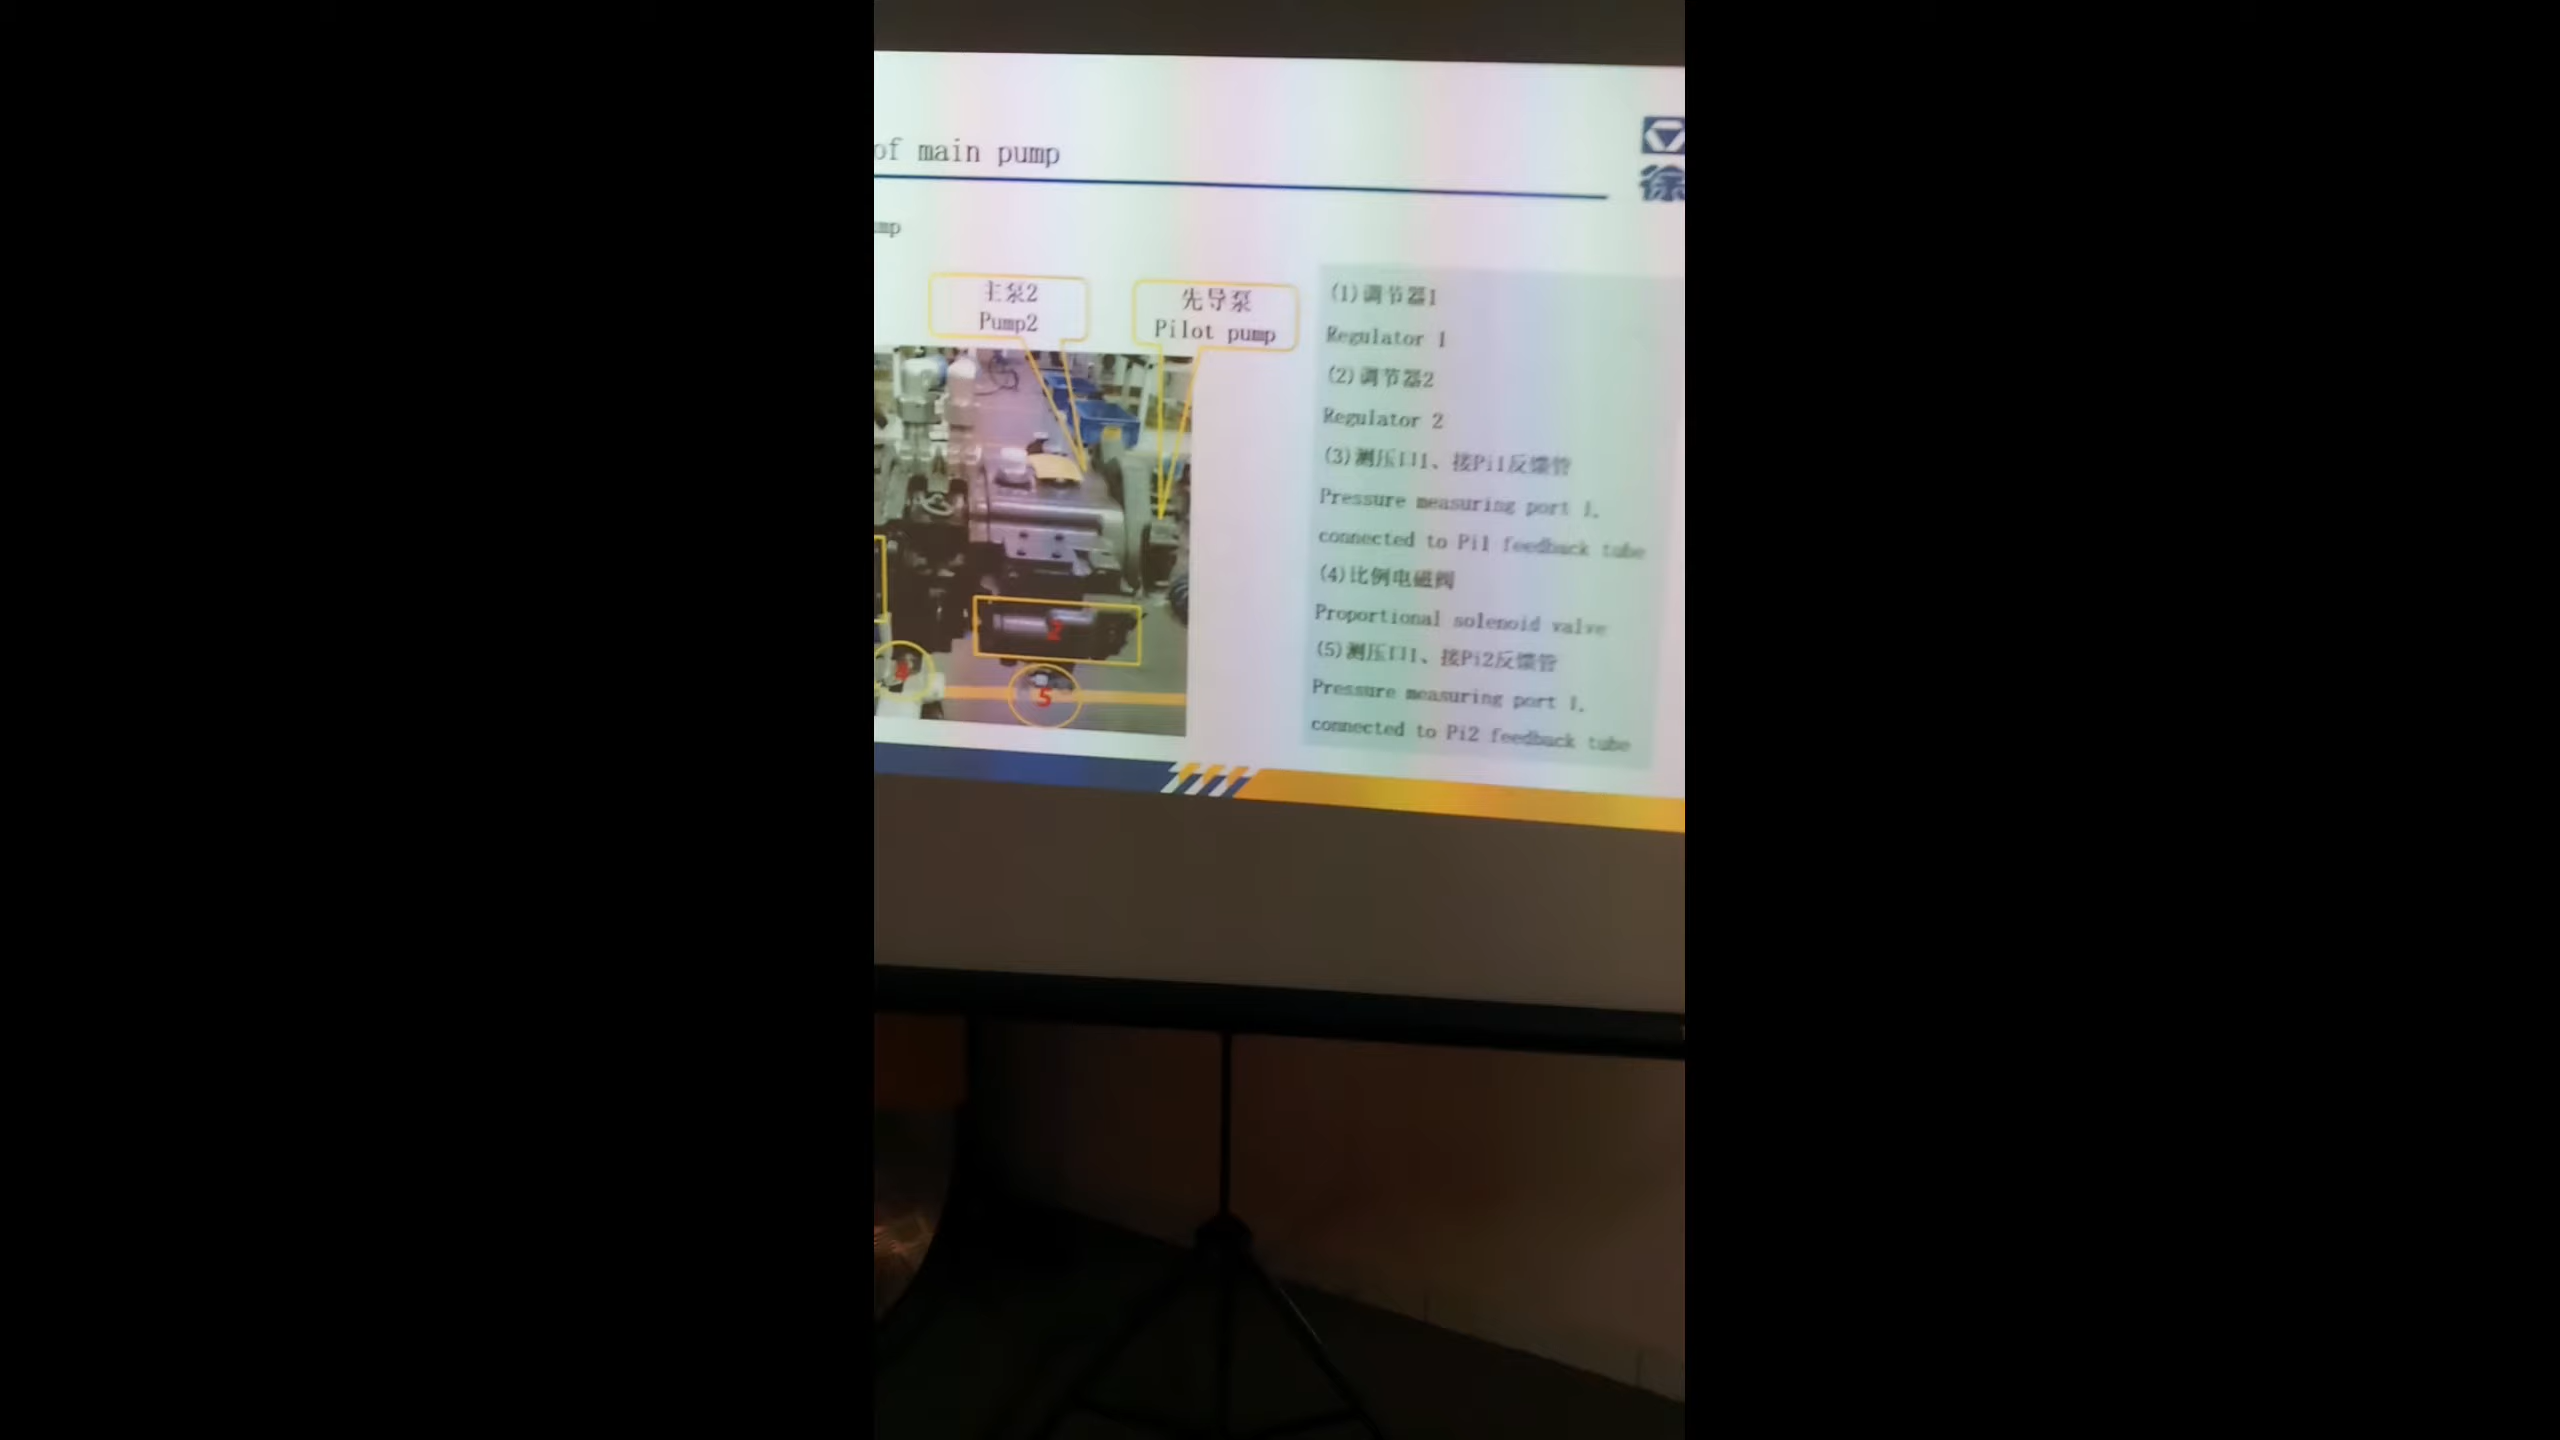 of main pump
主泵2
Pump2
先导泵
Pilot pump
2
5
(1)调节器1
Regulator 1
(2)调节器2
Regulator 2
(3)测压口1、接Pi1反馈管
Pressure measuring port 1,
connected to Pi1 feedback tube
(4)比例电磁阀
Proportional solenoid valve
(5)测压口1、接Pi2反馈管
Pressure measuring port 1,
connected to Pi2 feedback tube